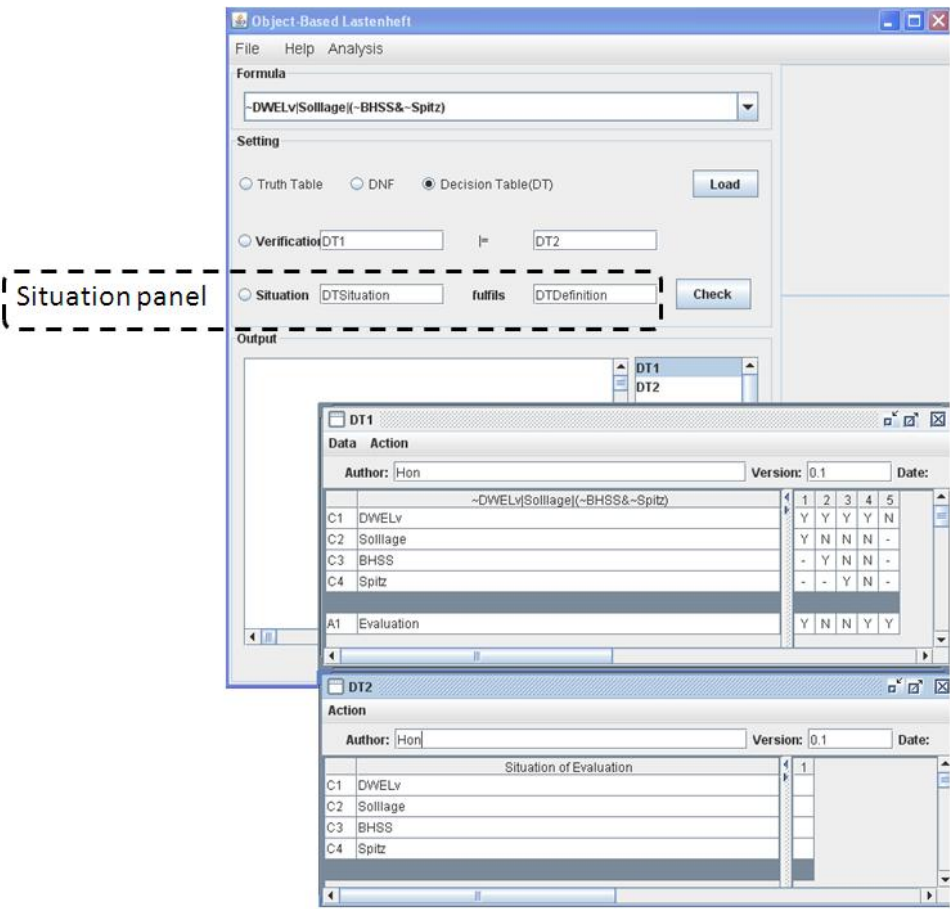 Object-Based Lastenheft
File Help Analysis
Formula
~DWELv|Solllage|(~BHSS&~Spitz)
Setting
Truth Table DNF Decision Table(DT) Load
Verification DT1 |= DT2
Situation panel
Situation DTSituation fulfils DTDefinition Check
Output
DT1
DT2
DT1
Data Action
Author: Hon Version: 0.1 Date:
~DWELv|Solllage|(~BHSS&~Spitz) 1 2 3 4 5
C1 DWELv Y Y Y Y N
C2 Solllage Y N N N -
C3 BHSS - Y N N -
C4 Spitz - - Y N -
A1 Evaluation Y N N Y Y
DT2
Action
Author: Hon Version: 0.1 Date:
Situation of Evaluation 1
C1 DWELv
C2 Solllage
C3 BHSS
C4 Spitz